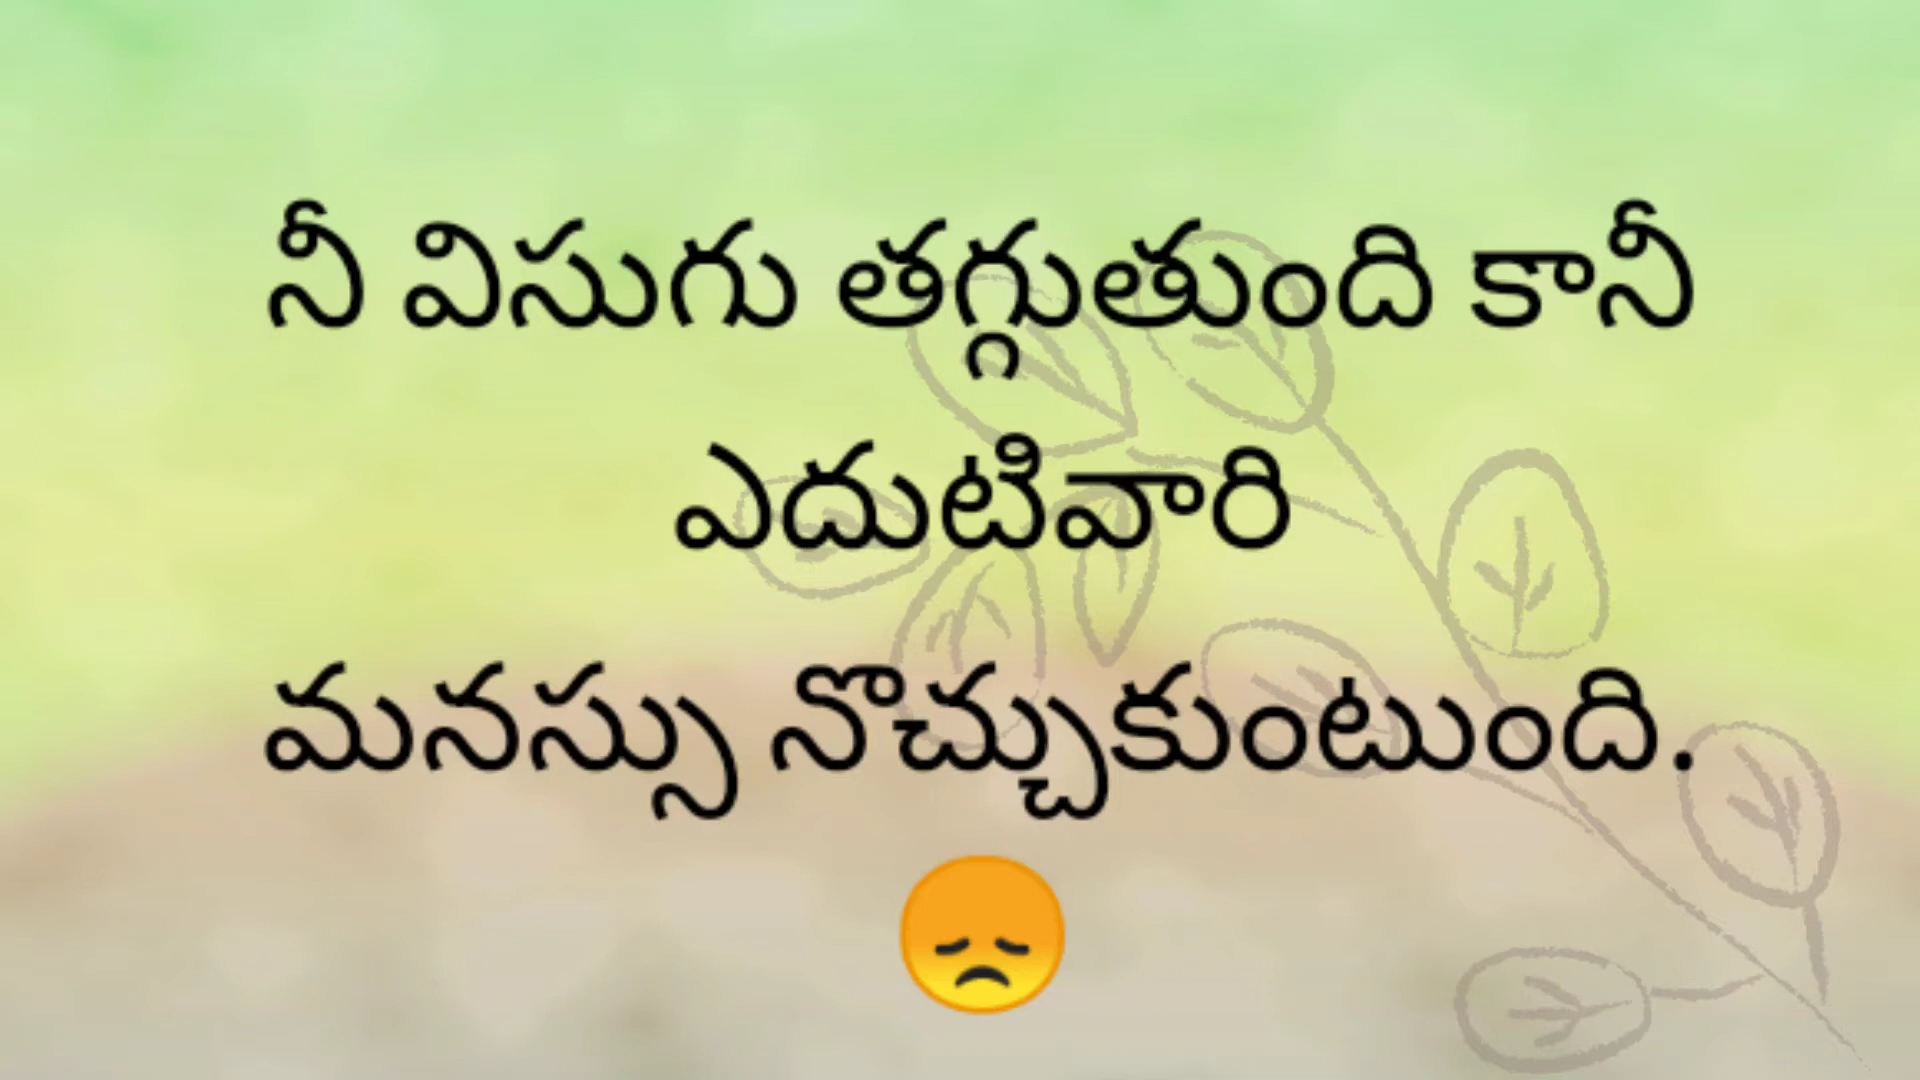 నీ విసుగు తగ్గుతుంది కానీ
ఎదుటివారి
మనస్సు నొచ్చుకుంటుంది.
😞